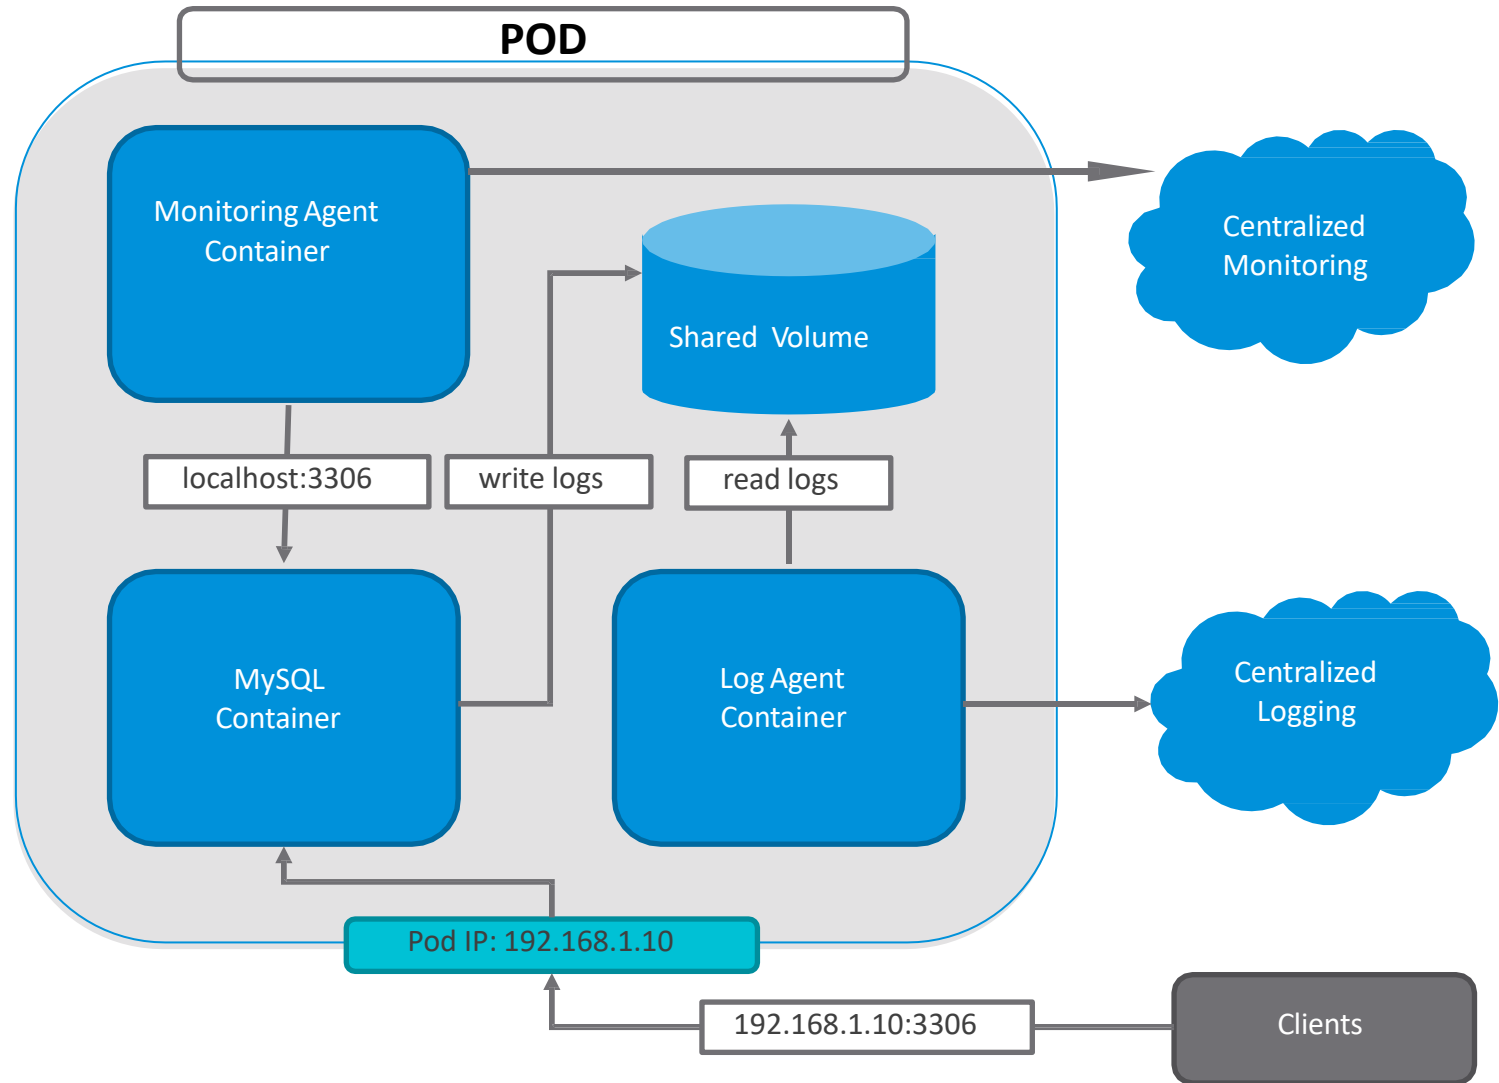 POD
Monitoring Agent
Container
Centralized
Monitoring
Shared Volume
localhost:3306
write logs
read logs
MySQL
Container
Log Agent
Container
Centralized
Logging
Pod IP: 192.168.1.10
192.168.1.10:3306
Clients